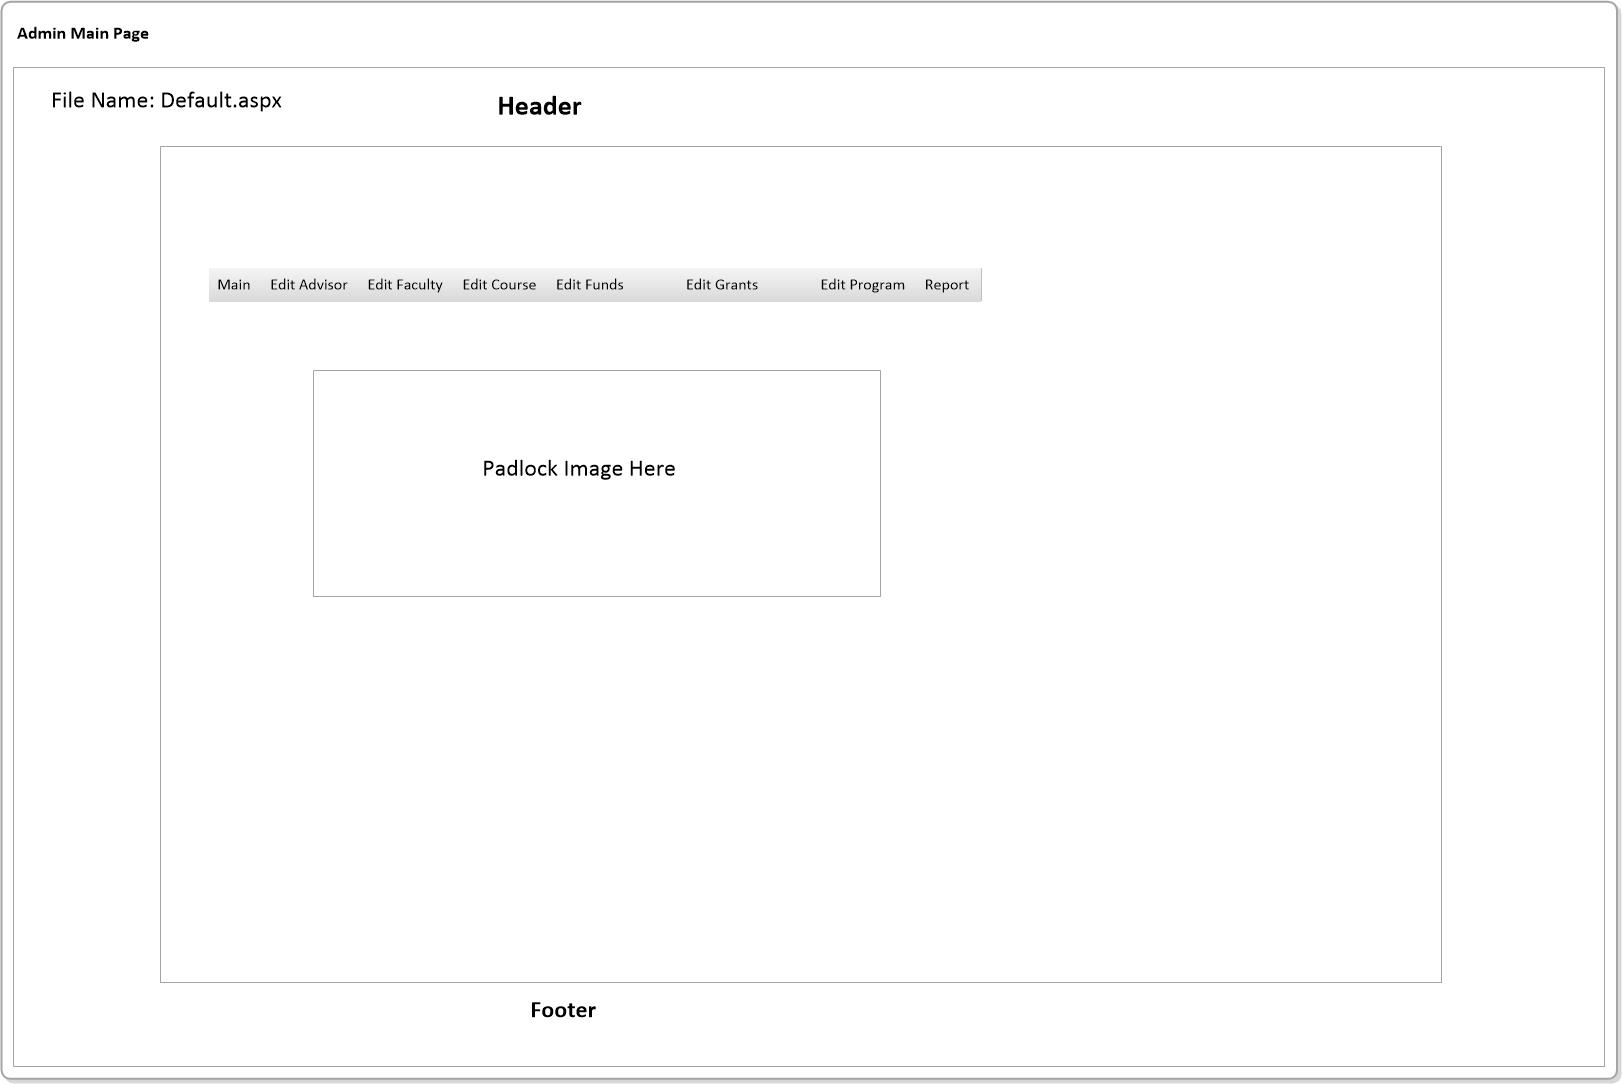 Admin Main Page
File Name: Default.aspx
Header
Main Edit Advisor Edit Faculty Edit Course Edit Funds Edit Grants Edit Program Report
Padlock Image Here
Footer